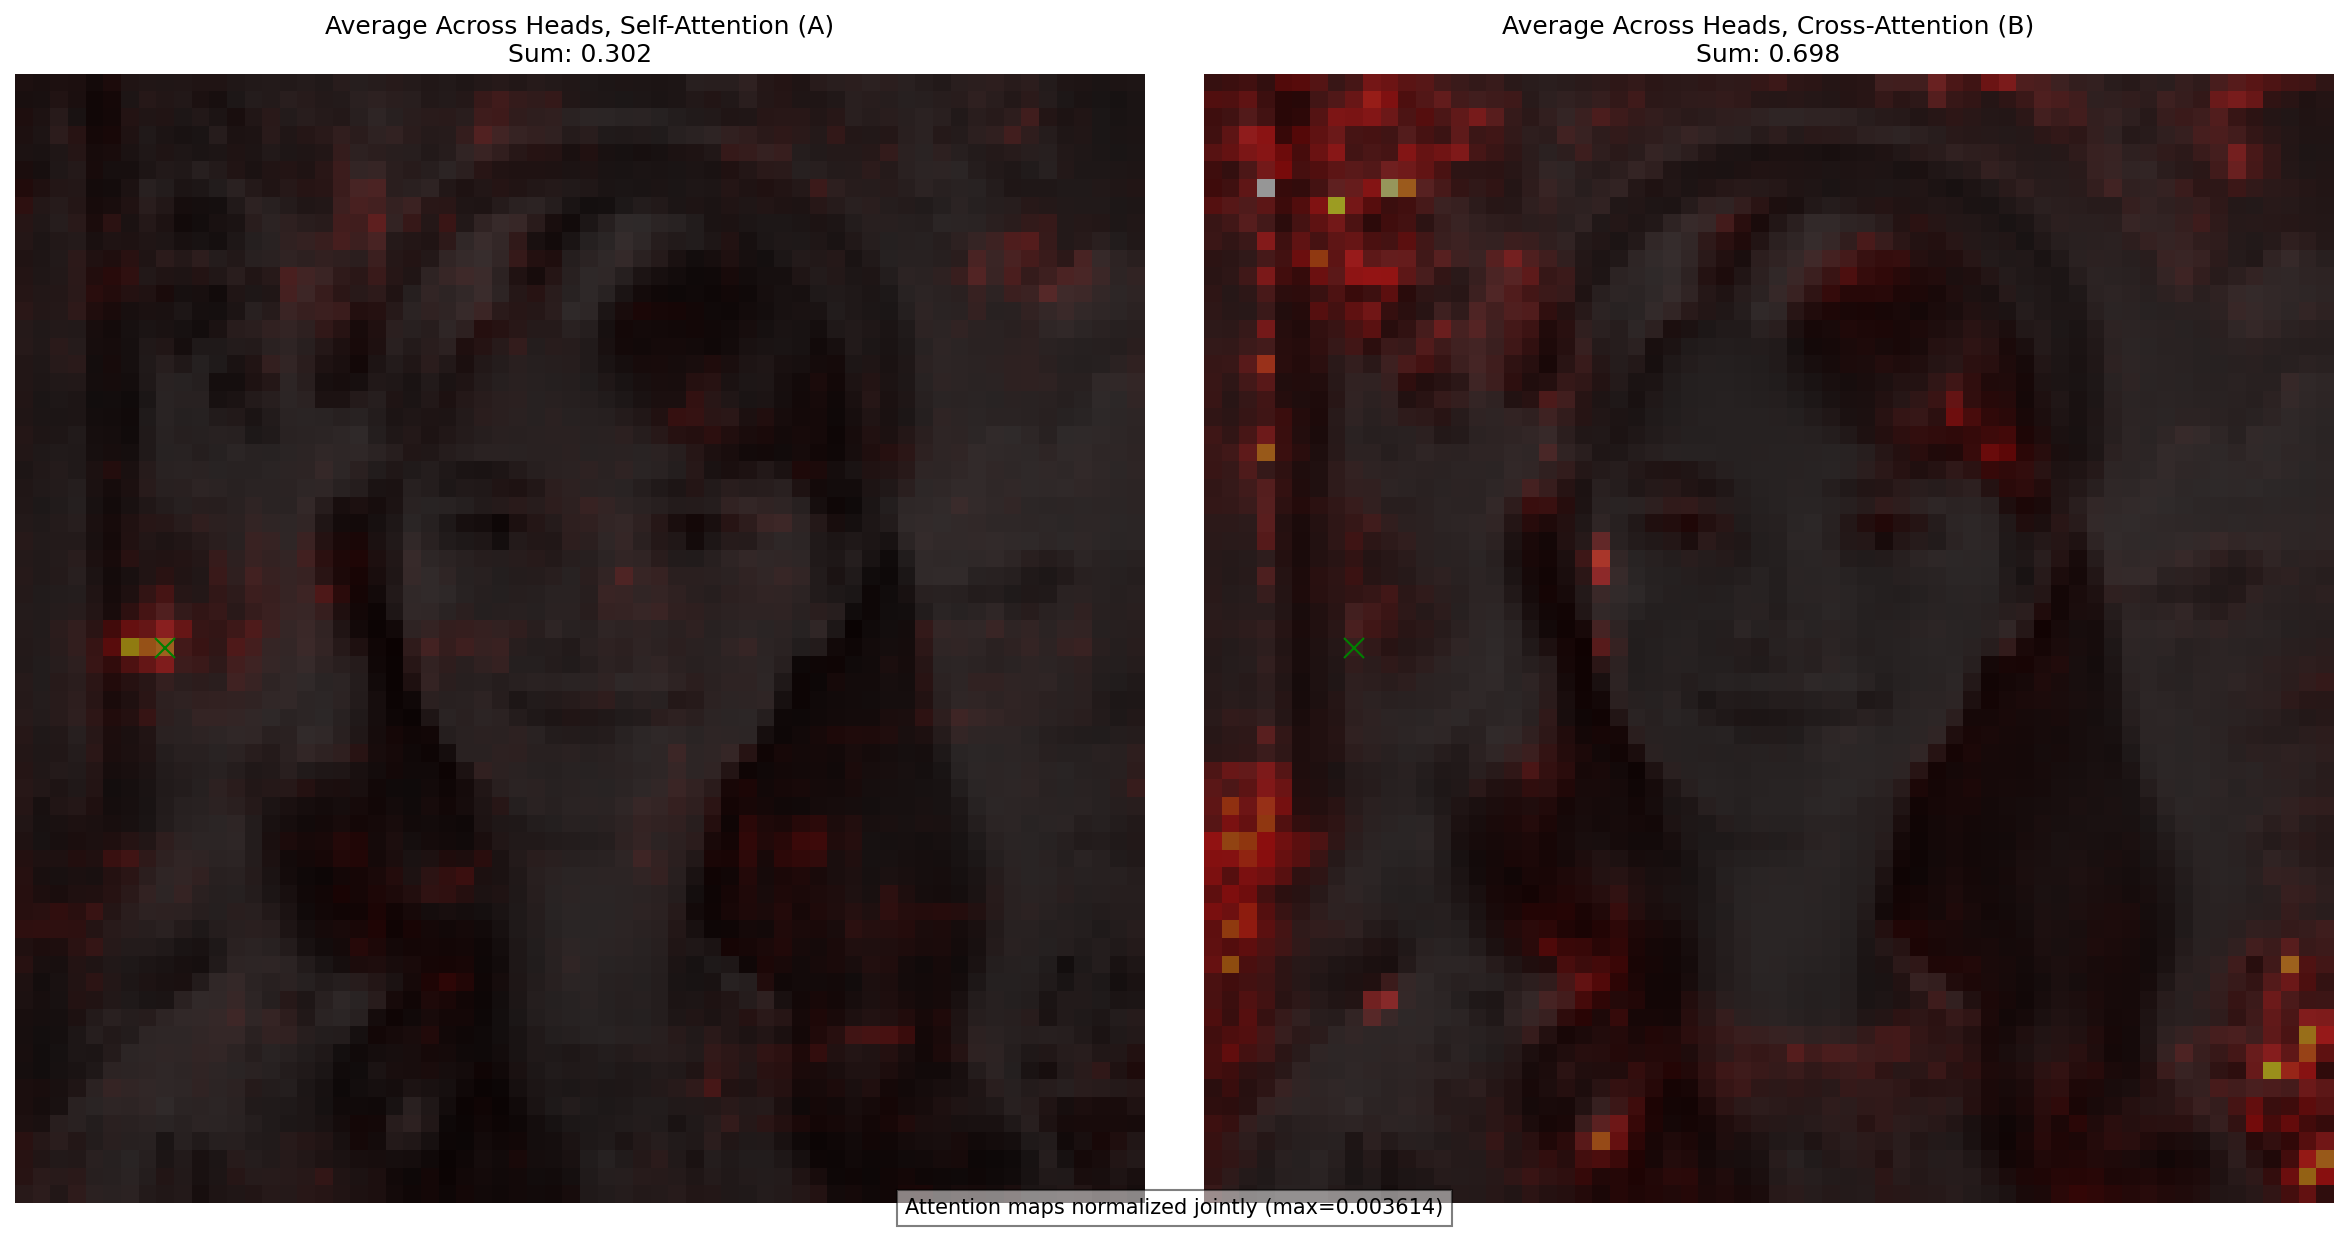 Average Across Heads, Self-Attention (A)
Sum: 0.302
Average Across Heads, Cross-Attention (B)
Sum: 0.698
Attention maps normalized jointly (max=0.003614)